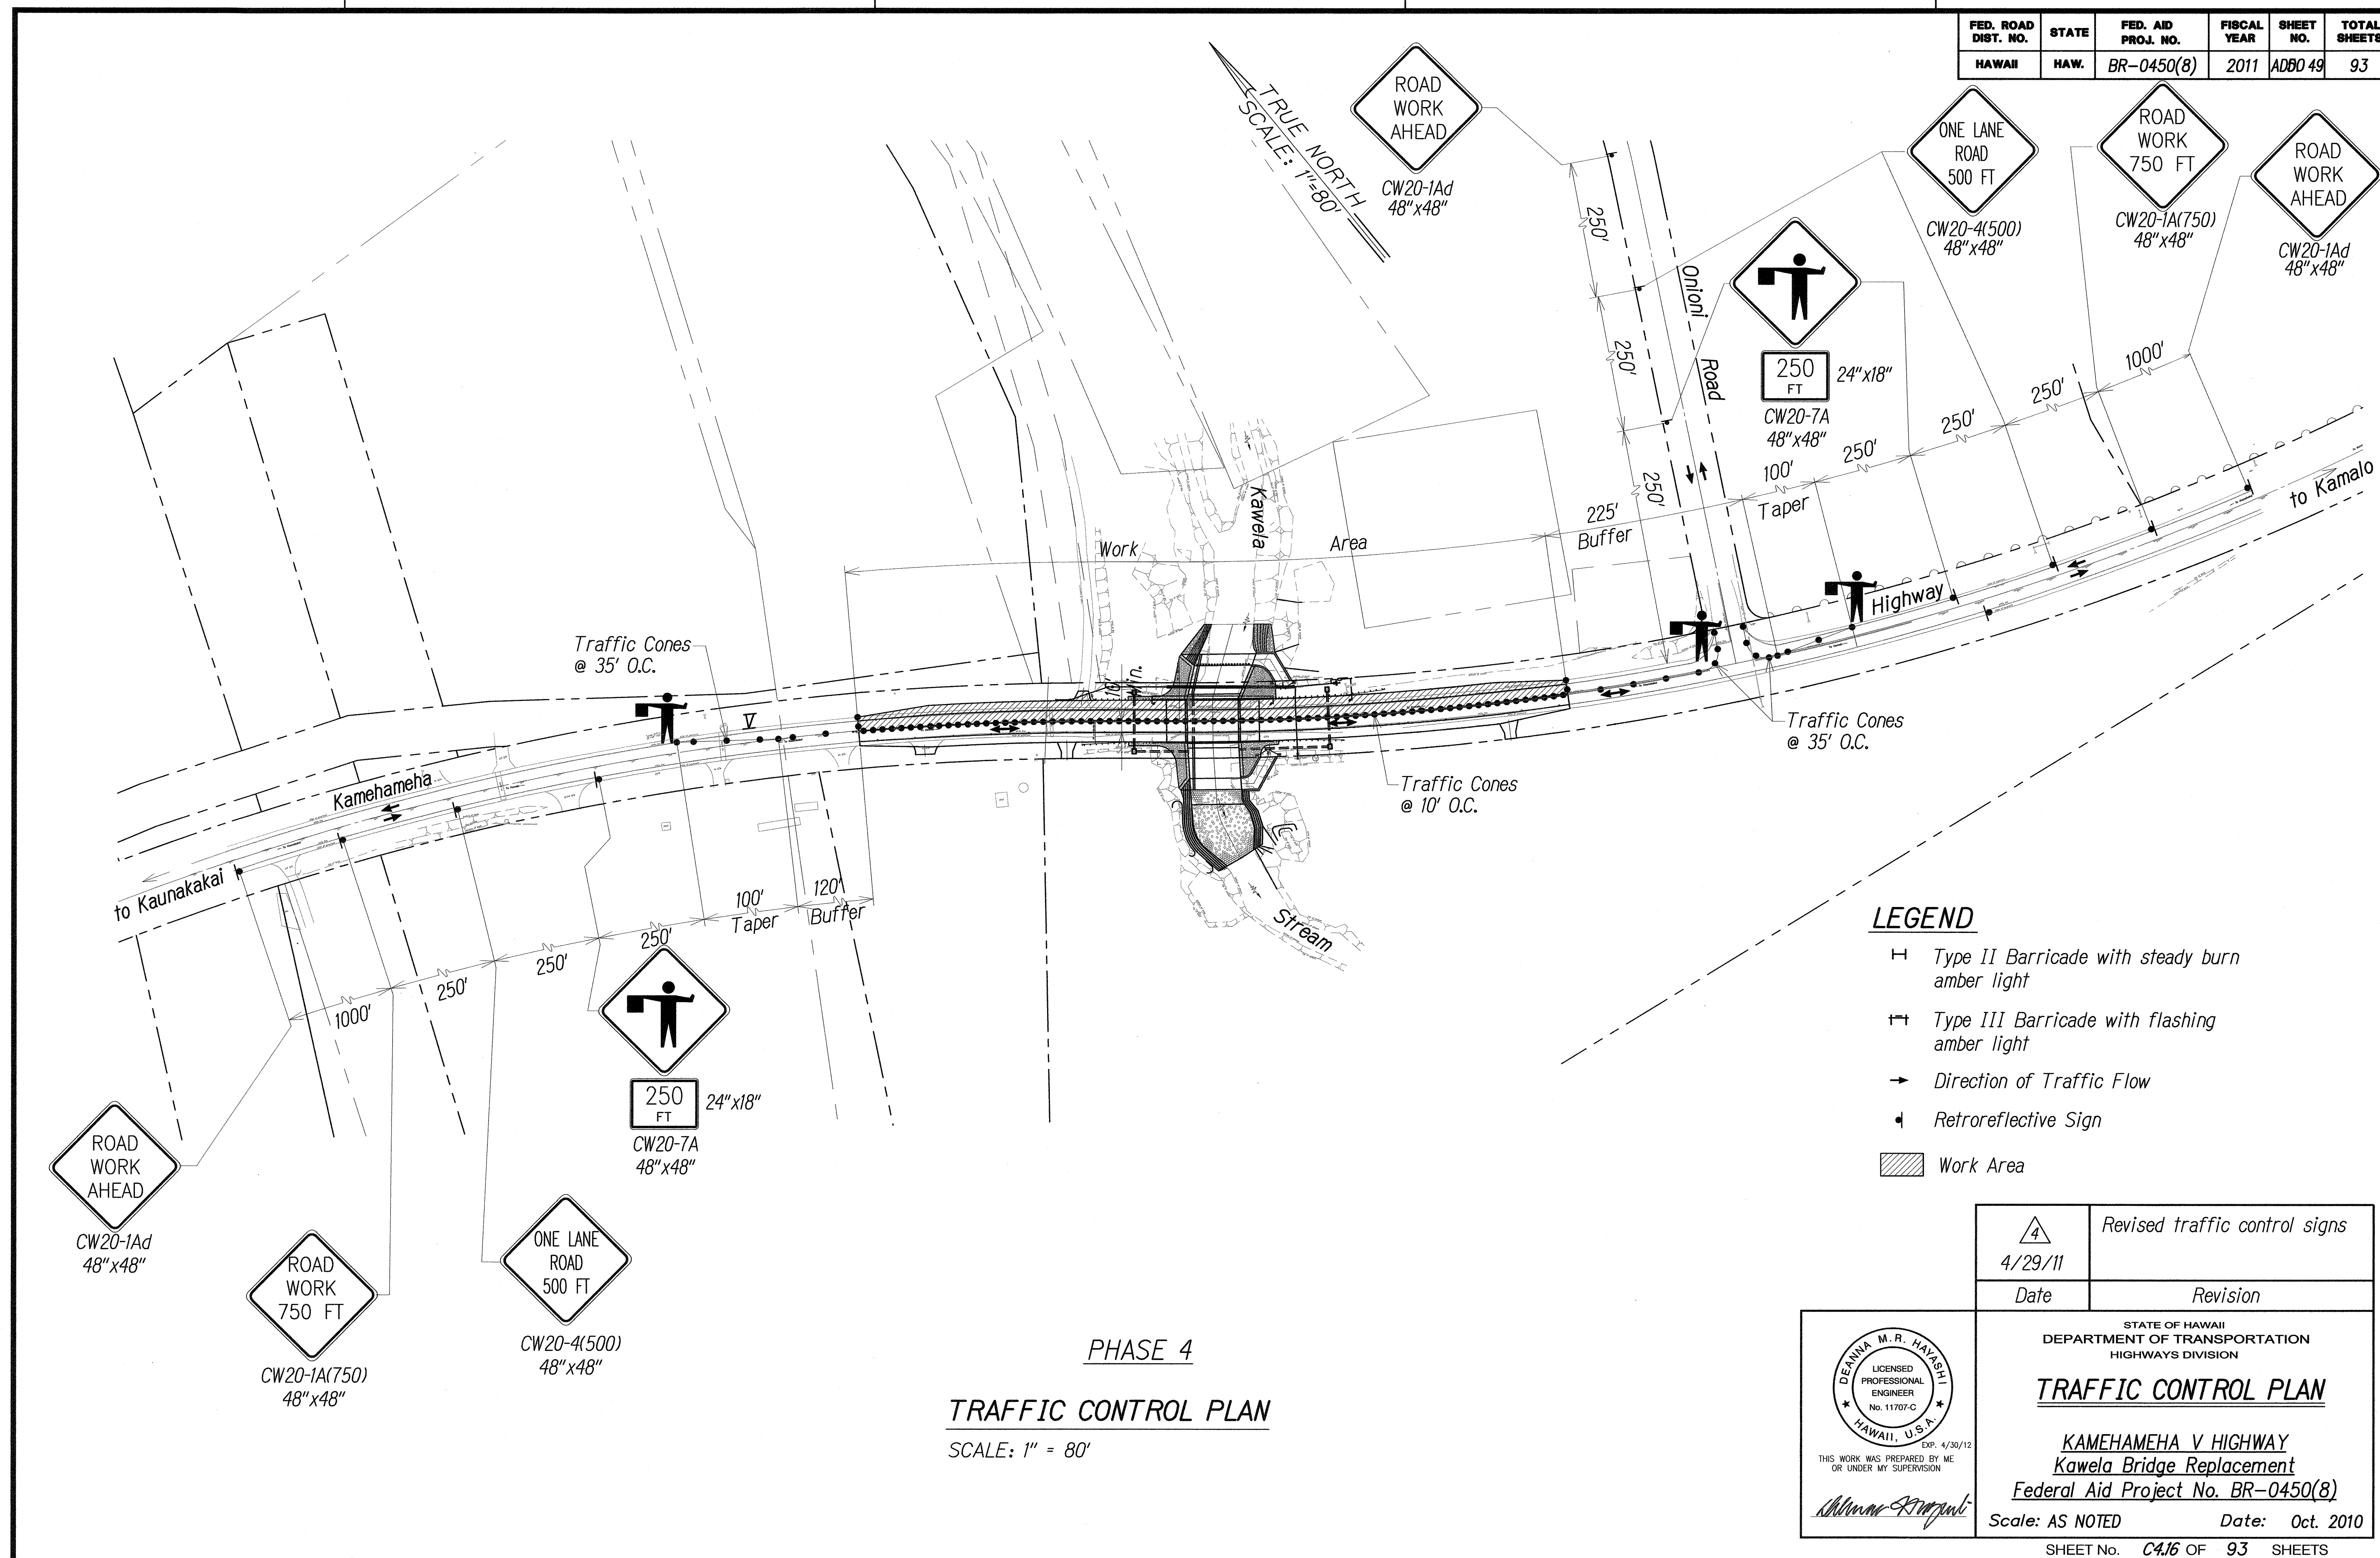 FED. ROAD DIST. NO. STATE FED. AID PROJ. NO. FISCAL YEAR SHEET NO. TOTAL SHEETS
HAWAII HAW. BR-0450(8) 2011 49 93
TRUE NORTH
SCALE: 1"=80'
ROAD
WORK
AHEAD
CW20-1Ad
48"x48"
ONE LANE
ROAD
500 FT
CW20-4(500)
48"x48"
ROAD
WORK
750 FT
CW20-1A(750)
48"x48"
ROAD
WORK
AHEAD
CW20-1Ad
48"x48"
250
FT
24"x18"
CW20-7A
48"x48"
250'
250'
250'
Onioni Road
1000'
250'
250'
250'
100'
Taper
225'
Buffer
to Kamalo
Highway
Work Area
Kawela
Traffic Cones
@ 35' O.C.
10' Min.
V
Traffic Cones
@ 35' O.C.
Traffic Cones
@ 10' O.C.
Kamehameha
to Kaunakakai
Stream
120'
Buffer
100'
Taper
250'
250'
250'
1000'
250
FT
24"x18"
CW20-7A
48"x48"
ROAD
WORK
AHEAD
CW20-1Ad
48"x48"
ROAD
WORK
750 FT
CW20-1A(750)
48"x48"
ONE LANE
ROAD
500 FT
CW20-4(500)
48"x48"
LEGEND
Type II Barricade with steady burn
amber light
Type III Barricade with flashing
amber light
Direction of Traffic Flow
Retroreflective Sign
Work Area
PHASE 4
TRAFFIC CONTROL PLAN
SCALE: 1" = 80'
4
4/29/11
Revised traffic control signs
Date Revision
DEANNA M.R. HAYASHI
LICENSED
PROFESSIONAL
ENGINEER
No. 11707-C
HAWAII, U.S.A.
EXP. 4/30/12
THIS WORK WAS PREPARED BY ME
OR UNDER MY SUPERVISION
STATE OF HAWAII
DEPARTMENT OF TRANSPORTATION
HIGHWAYS DIVISION
TRAFFIC CONTROL PLAN
KAMEHAMEHA V HIGHWAY
Kawela Bridge Replacement
Federal Aid Project No. BR-0450(8)
Scale: AS NOTED Date: Oct. 2010
SHEET No. C4.16 OF 93 SHEETS